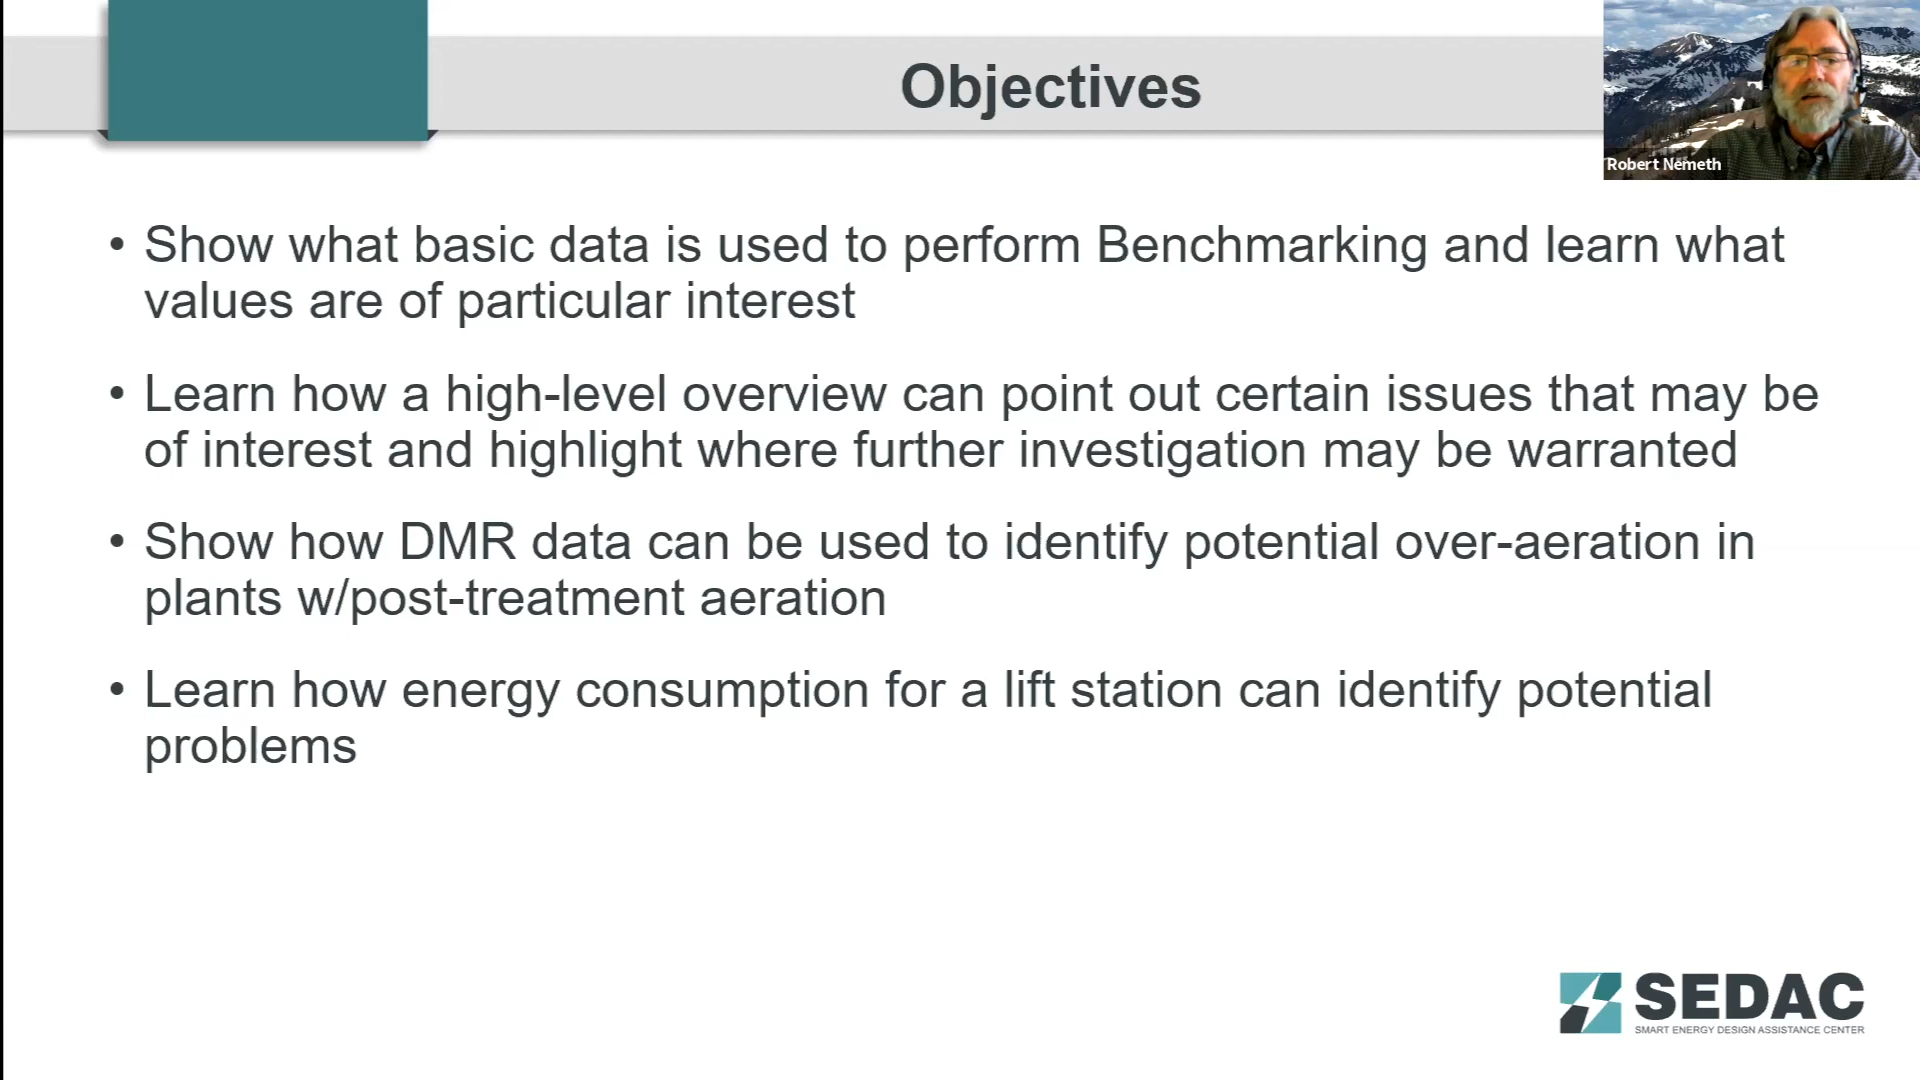 Objectives
Robert Nemeth
• Show what basic data is used to perform Benchmarking and learn what
values are of particular interest
• Learn how a high-level overview can point out certain issues that may be
of interest and highlight where further investigation may be warranted
• Show how DMR data can be used to identify potential over-aeration in
plants w/post-treatment aeration
• Learn how energy consumption for a lift station can identify potential
problems
SEDAC
SMART ENERGY DESIGN ASSISTANCE CENTER